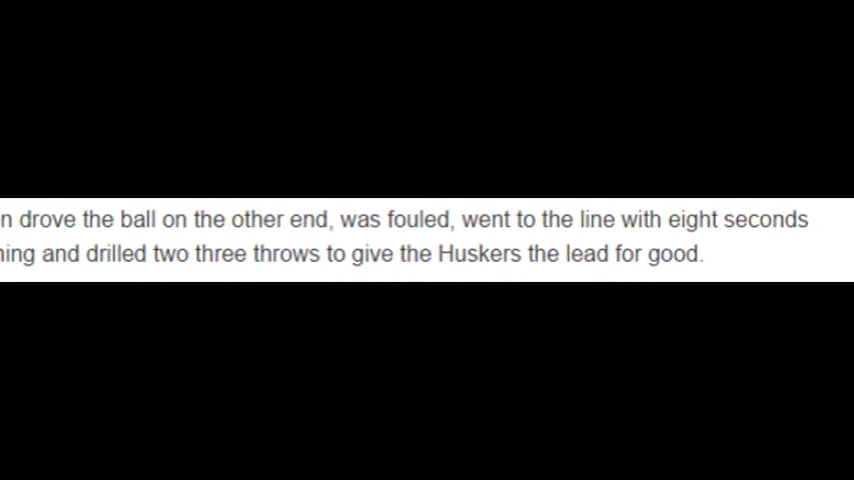 n drove the ball on the other end, was fouled, went to the line with eight seconds
ning and drilled two three throws to give the Huskers the lead for good.